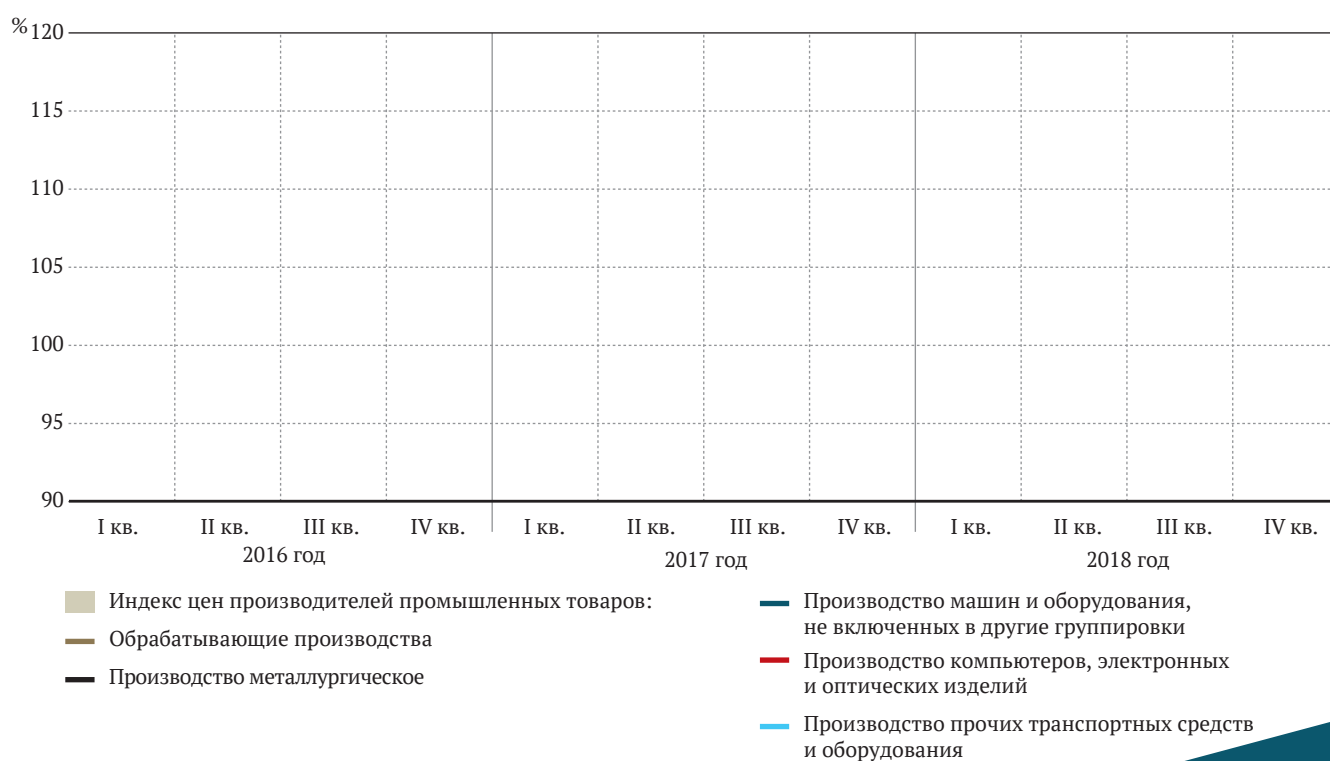 %
120
115
110
105
100
95
90
I кв. II кв. III кв. IV кв. I кв. II кв. III кв. IV кв. I кв. II кв. III кв. IV кв.
2016 год 2017 год 2018 год
Индекс цен производителей промышленных товаров:
Обрабатывающие производства
Производство металлургическое
Производство машин и оборудования,
не включенных в другие группировки
Производство компьютеров, электронных
и оптических изделий
Производство прочих транспортных средств
и оборудования